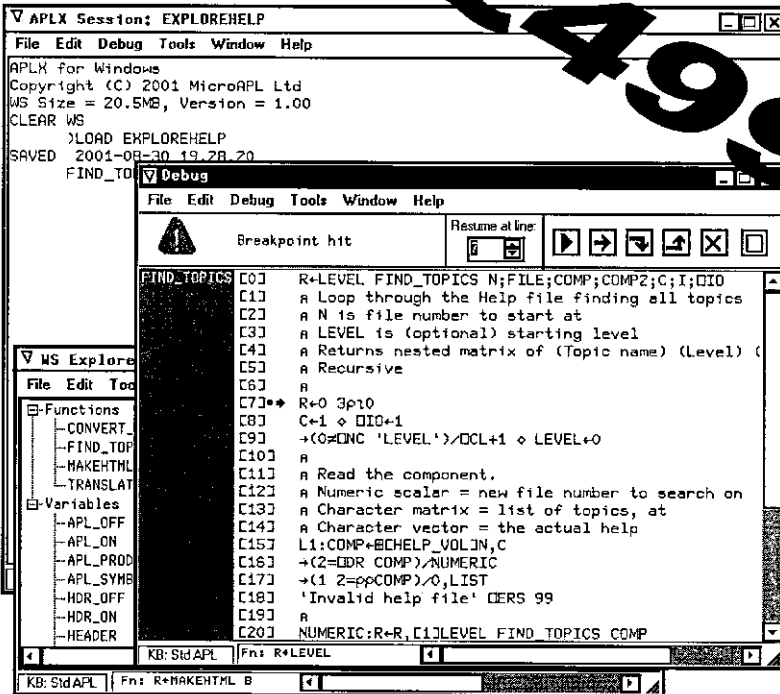 ∇ APLX Session: EXPLOREHELP
File Edit Debug Tools Window Help
APLX for Windows
Copyright (C) 2001 MicroAPL Ltd
WS Size = 20.5MB, Version = 1.00
CLEAR WS
)LOAD EXPLOREHELP
SAVED 2001-08-30 19.28.20
FIND_TO
499
∇ Debug
File Edit Debug Tools Window Help
Breakpoint hit
Resume at line:
7
FIND_TOPICS [0] R←LEVEL FIND_TOPICS N;FILE;COMP;COMP2;C;I;⎕IO
[1] ⍝ Loop through the Help file finding all topics
[2] ⍝ N is file number to start at
[3] ⍝ LEVEL is (optional) starting level
[4] ⍝ Returns nested matrix of (Topic name) (Level) (
[5] ⍝ Recursive
[6] ⍝
[7] R←0 3⍴⍳0
[8] C←1 ⋄ ⎕IO←1
[9] →(0≠⎕NC 'LEVEL')/⎕CL+1 ⋄ LEVEL←0
[10] ⍝
[11] ⍝ Read the component.
[12] ⍝ Numeric scalar = new file number to search on
[13] ⍝ Character matrix = list of topics, at
[14] ⍝ Character vector = the actual help
[15] L1:COMP←⌸[HELP_VOL]N,C
[16] →(2=⎕DR COMP)/NUMERIC
[17] →(1 2=⍴⍴COMP)/0,LIST
[18] 'Invalid help file' ⎕ERS 99
[19] ⍝
[20] NUMERIC:R←R,[1]LEVEL FIND_TOPICS COMP
KB: Std APL Fn: R←LEVEL
∇ WS Explore
File Edit Too
Functions
CONVERT_
FIND_TOP
MAKEHTML
TRANSLAT
Variables
APL_OFF
APL_ON
APL_PROD
APL_SYMB
HDR_OFF
HDR_ON
HEADER
KB: Std APL Fn: R←MAKEHTML B